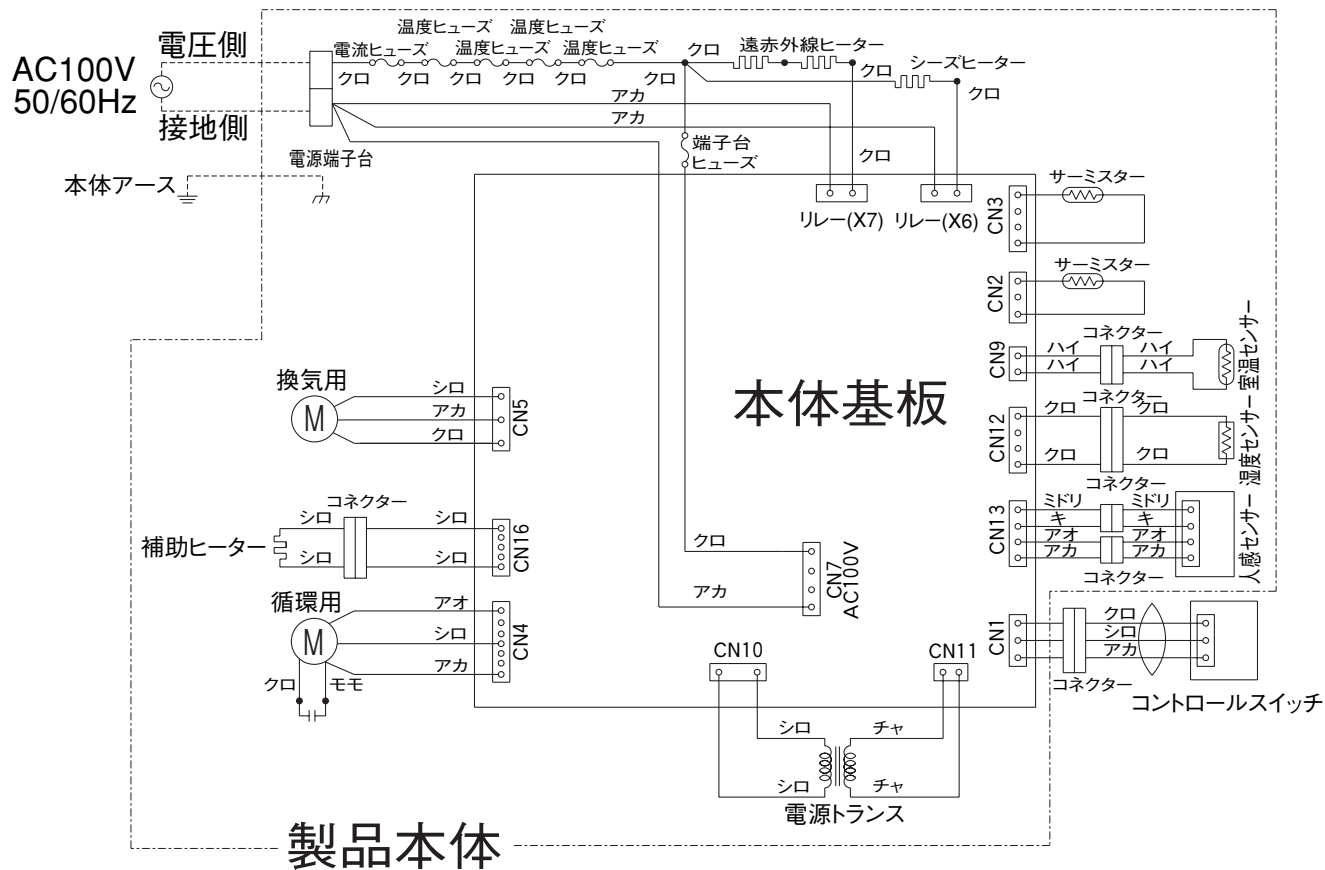 温度ヒューズ 温度ヒューズ
電圧側 電流ヒューズ 温度ヒューズ 温度ヒューズ クロ 遠赤外線ヒーター シーズヒーター
AC100V
50/60Hz
クロ クロ クロ クロ クロ クロ クロ クロ
アカ
アカ
接地側
端子台
ヒューズ
クロ
電源端子台
本体アース
リレー(X7) リレー(X6)
CN3 サーミスター
CN2 サーミスター
コネクター
CN9 ハイ ハイ 室温センサー
ハイ ハイ
本体基板
コネクター
CN12 クロ クロ 湿度センサー
クロ クロ
換気用 シロ CN5
アカ
クロ
M
コネクター
CN13 ミドリ ミドリ 人感センサー
キ キ
アオ アオ
アカ アカ
コネクター
コネクター
補助ヒーター シロ シロ CN16
シロ シロ
クロ
アカ
CN7
AC100V
循環用 アオ CN4
シロ
アカ
M
クロ モモ
CN1 クロ
シロ
アカ
コネクター
コントロールスイッチ
CN10 CN11
シロ チャ
シロ チャ
電源トランス
製品本体